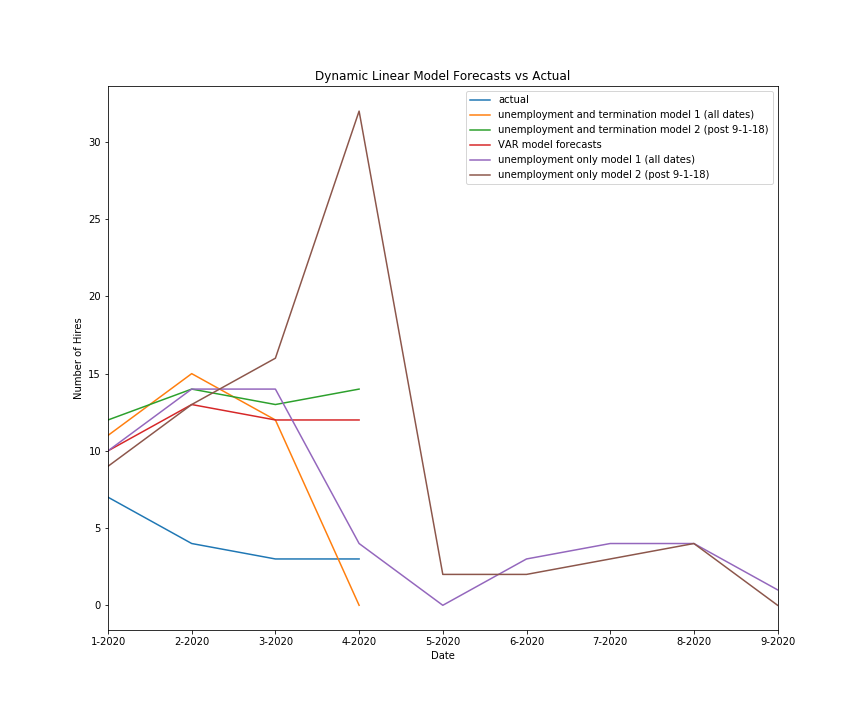 Dynamic Linear Model Forecasts vs Actual
actual
unemployment and termination model 1 (all dates)
unemployment and termination model 2 (post 9-1-18)
VAR model forecasts
unemployment only model 1 (all dates)
unemployment only model 2 (post 9-1-18)
Number of Hires
30
25
20
15
10
5
0
1-2020 2-2020 3-2020 4-2020 5-2020 6-2020 7-2020 8-2020 9-2020
Date